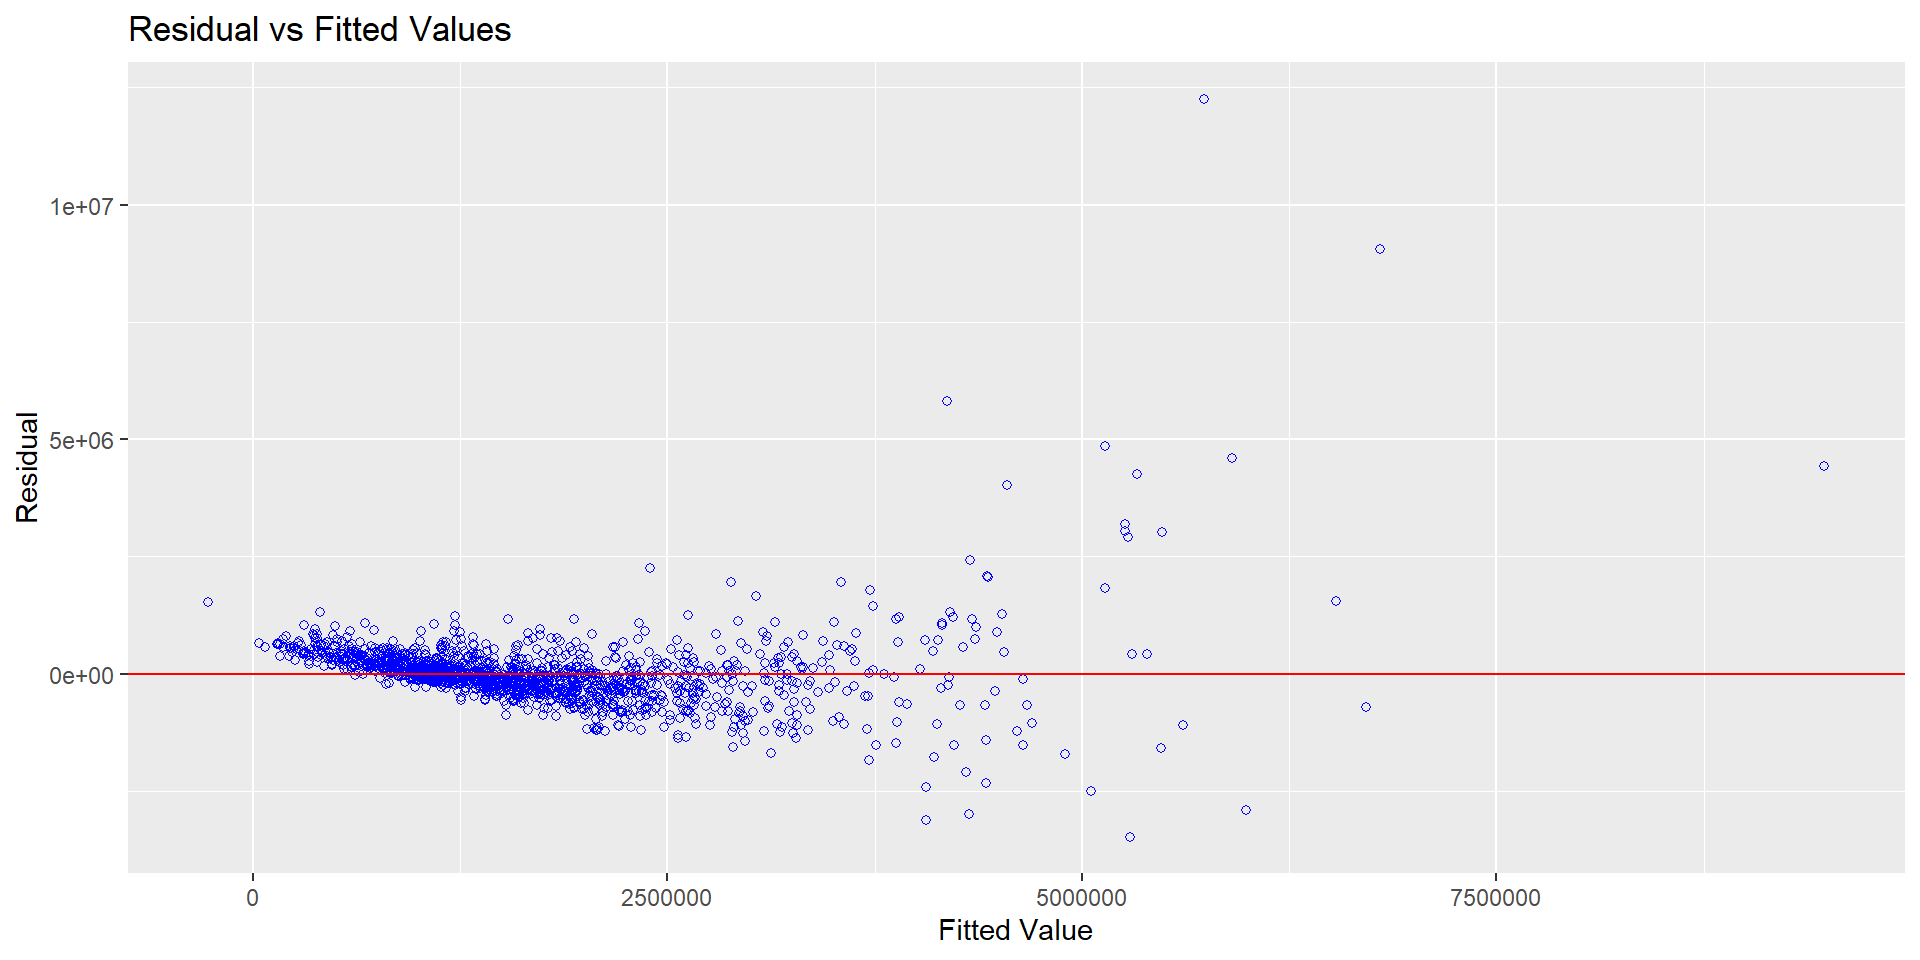 Residual vs Fitted Values
1e+07
5e+06
0e+00
Residual
0 2500000 5000000 7500000
Fitted Value